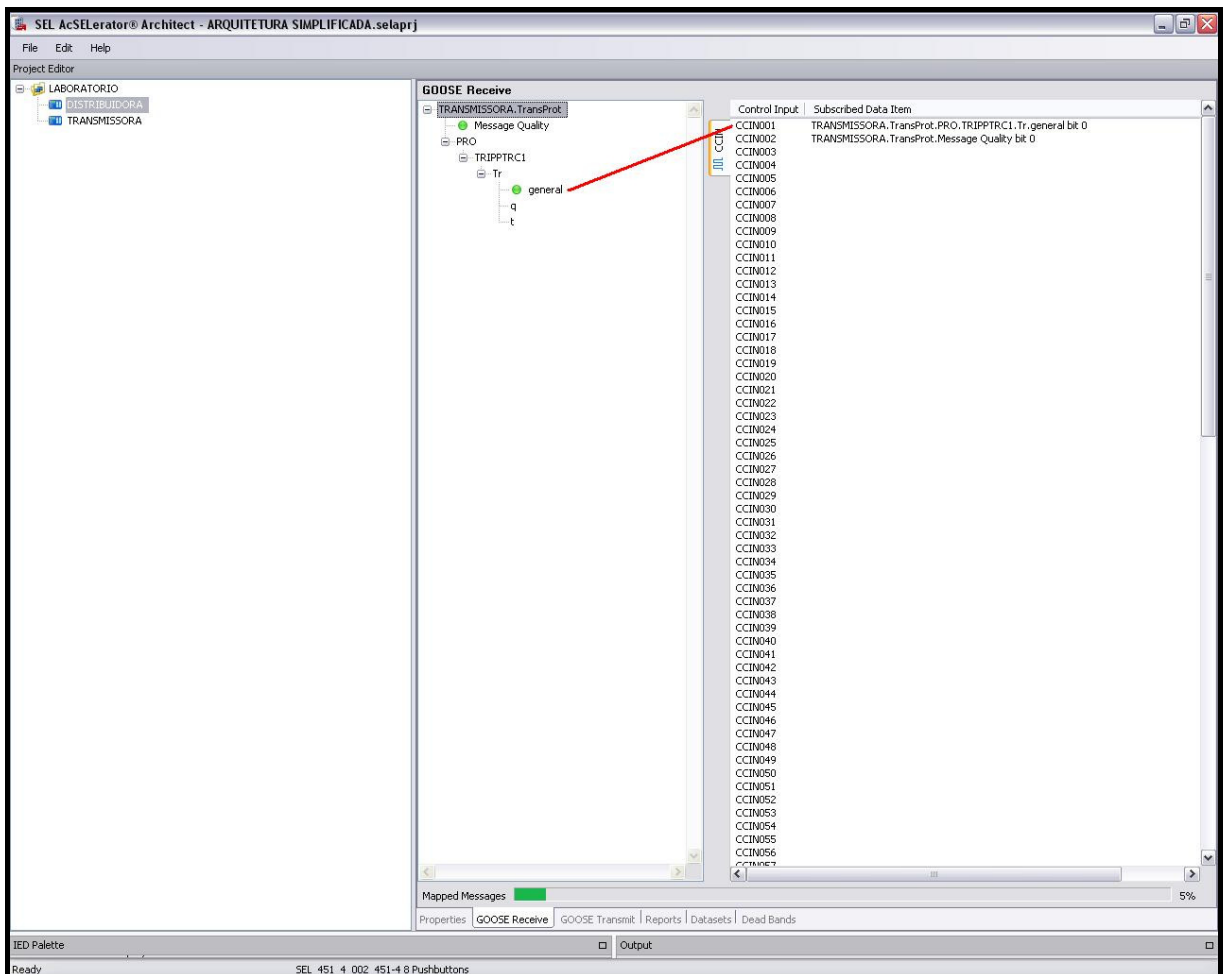 SEL AcSELerator® Architect - ARQUITETURA SIMPLIFICADA.selaprj
File Edit Help
Project Editor
LABORATORIO
DISTRIBUIDORA
TRANSMISSORA
GOOSE Receive
TRANSMISSORA.TransProt
Message Quality
PRO
TRIPPTRC1
Tr
general
q
t
CCIN
Control Input Subscribed Data Item
CCIN001 TRANSMISSORA.TransProt.PRO.TRIPPTRC1.Tr.general bit 0
CCIN002 TRANSMISSORA.TransProt.Message Quality bit 0
CCIN003
CCIN004
CCIN005
CCIN006
CCIN007
CCIN008
CCIN009
CCIN010
CCIN011
CCIN012
CCIN013
CCIN014
CCIN015
CCIN016
CCIN017
CCIN018
CCIN019
CCIN020
CCIN021
CCIN022
CCIN023
CCIN024
CCIN025
CCIN026
CCIN027
CCIN028
CCIN029
CCIN030
CCIN031
CCIN032
CCIN033
CCIN034
CCIN035
CCIN036
CCIN037
CCIN038
CCIN039
CCIN040
CCIN041
CCIN042
CCIN043
CCIN044
CCIN045
CCIN046
CCIN047
CCIN048
CCIN049
CCIN050
CCIN051
CCIN052
CCIN053
CCIN054
CCIN055
CCIN056
CCIN057
Mapped Messages 5%
Properties GOOSE Receive GOOSE Transmit Reports Datasets Dead Bands
IED Palette Output
Ready SEL_451_4_002 451-4 8 Pushbuttons